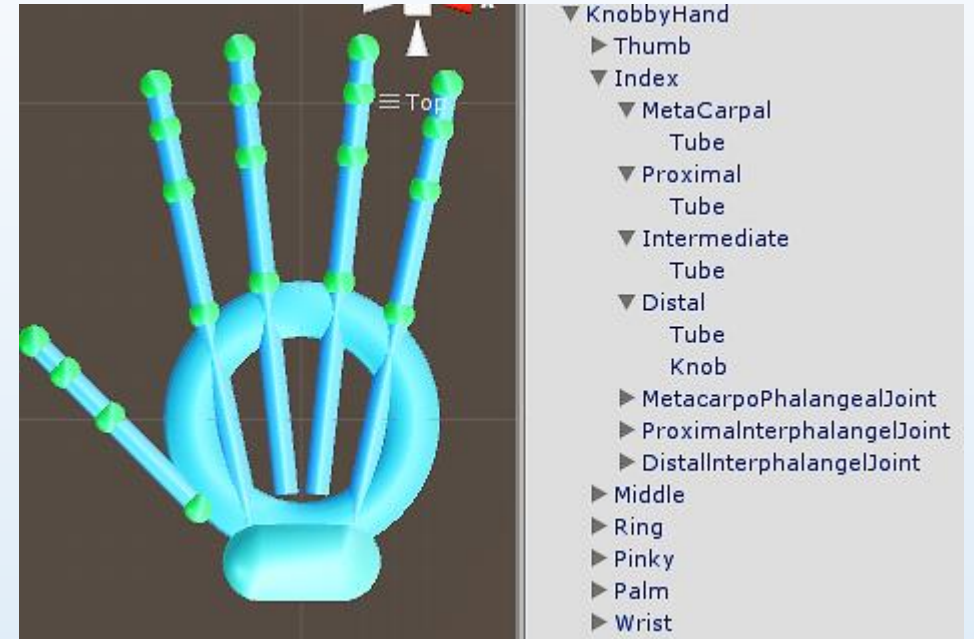 Top
KnobbyHand
Thumb
Index
MetaCarpal
Tube
Proximal
Tube
Intermediate
Tube
Distal
Tube
Knob
MetacarpoPhalangealJoint
ProximalnterphalangelJoint
DistalInterphalangelJoint
Middle
Ring
Pinky
Palm
Wrist